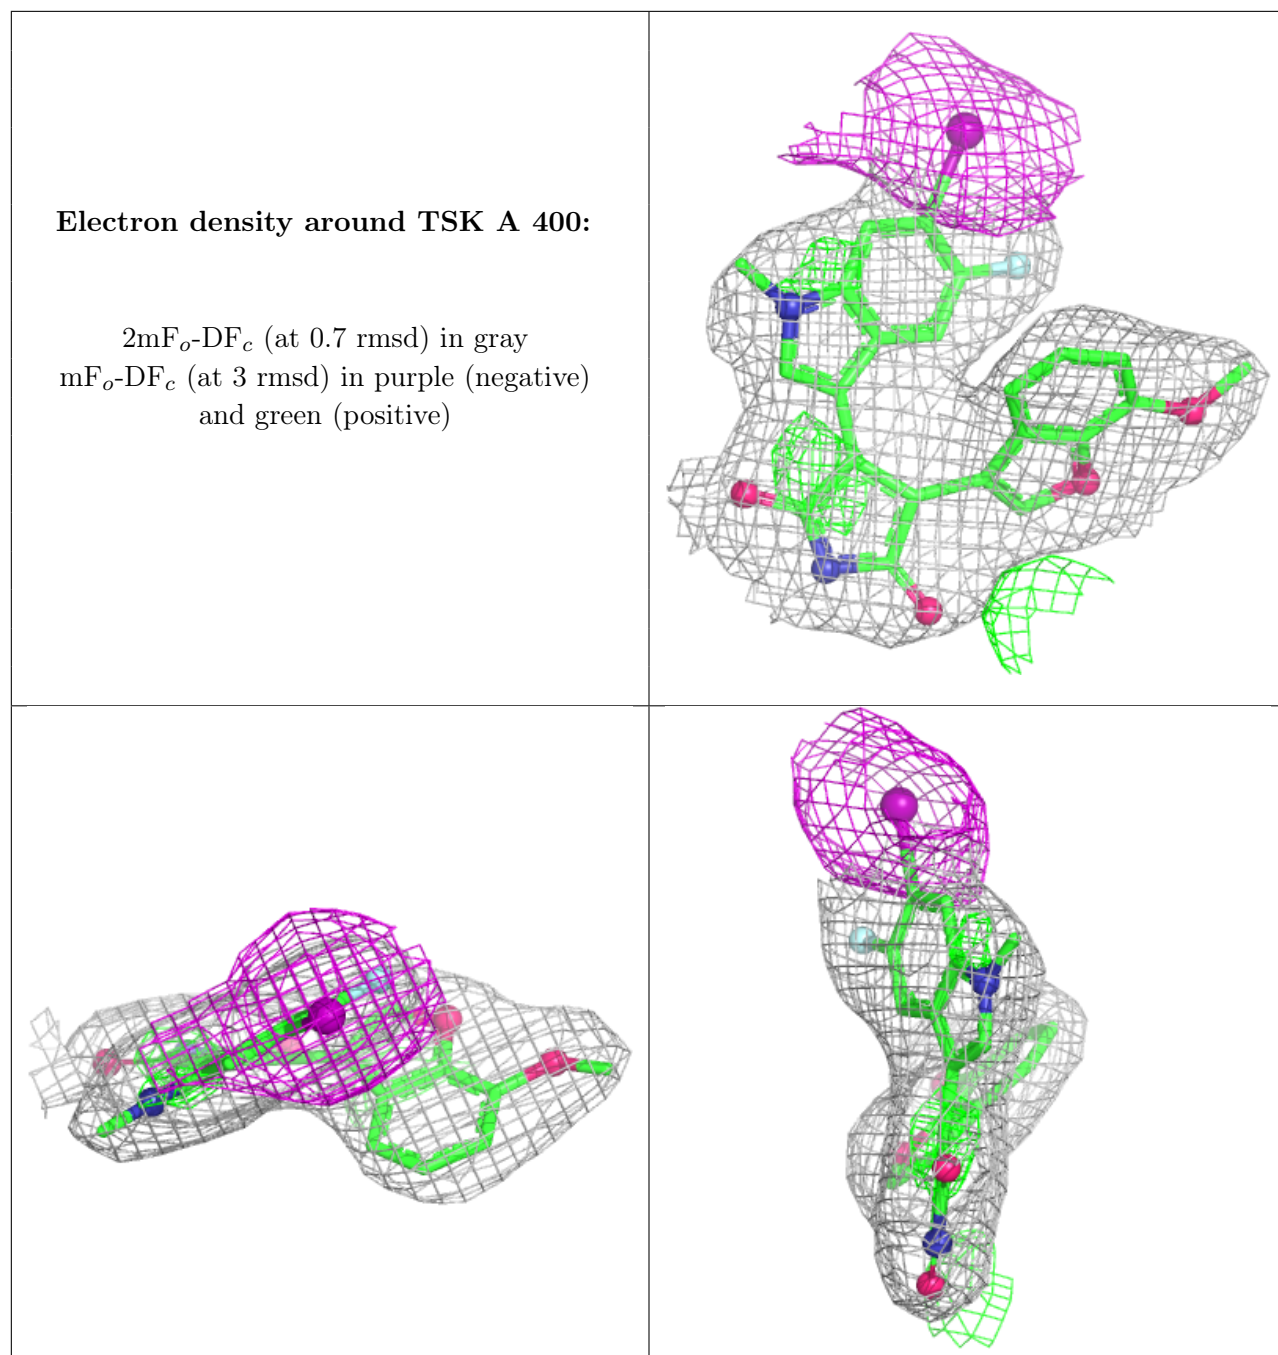 Electron density around TSK A 400:
2mFₒ-DF𝒸 (at 0.7 rmsd) in gray
mFₒ-DF𝒸 (at 3 rmsd) in purple (negative)
and green (positive)